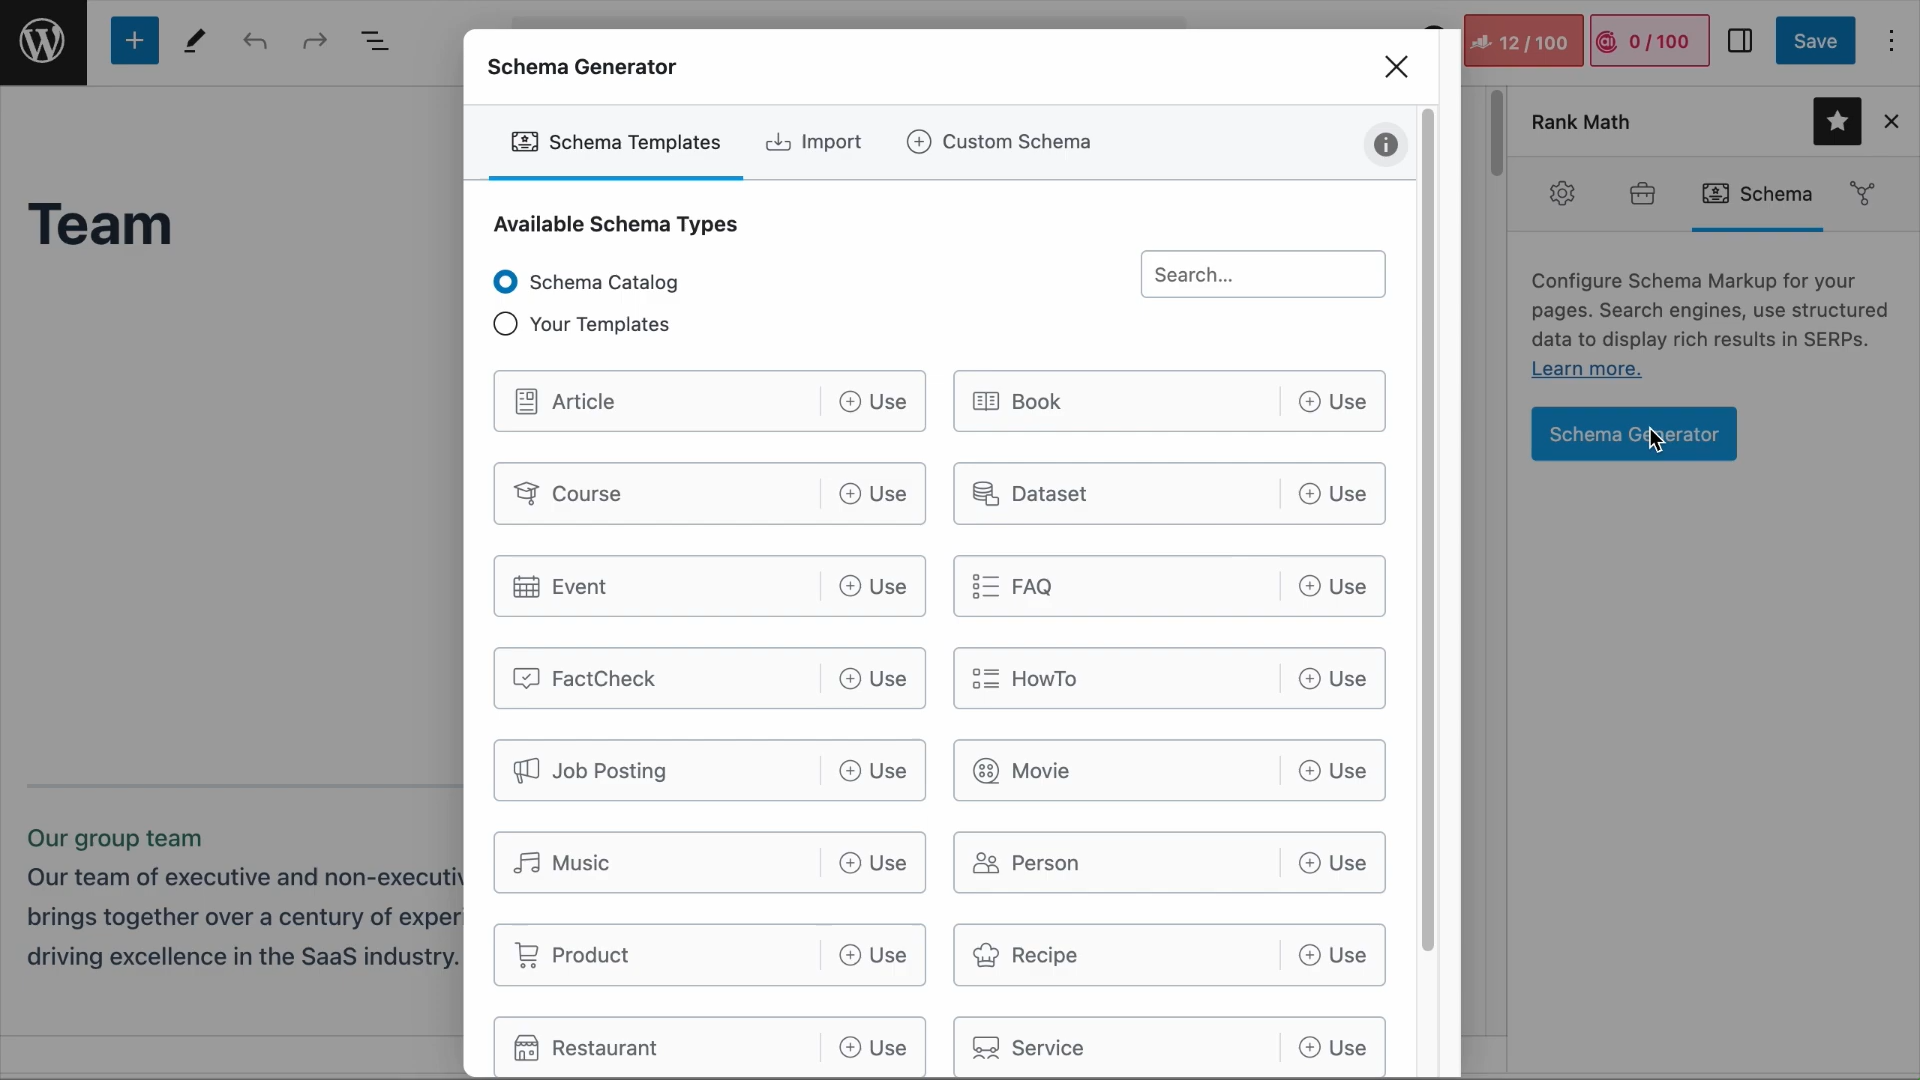 12 / 100
0 / 100
Save
Schema Generator
Schema Templates
Import
Custom Schema
Available Schema Types
Schema Catalog
Search...
Your Templates
Article
Use
Book
Use
Course
Use
Dataset
Use
Event
Use
FAQ
Use
FactCheck
Use
HowTo
Use
Job Posting
Use
Movie
Use
Music
Use
Person
Use
Product
Use
Recipe
Use
Restaurant
Use
Service
Use
Team
Our group team
Our team of executive and non-executiv
brings together over a century of experi
driving excellence in the SaaS industry.
Rank Math
Schema
Configure Schema Markup for your
pages. Search engines, use structured
data to display rich results in SERPs.
Learn more.
Schema Generator